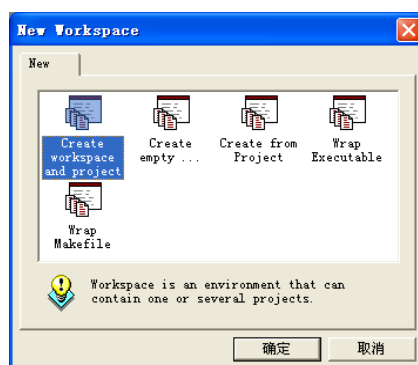 New Workspace
New
Create workspace and project
Create empty ...
Create from Project
Wrap Executable
Wrap Makefile
Workspace is an environment that can
contain one or several projects.
确定 取消